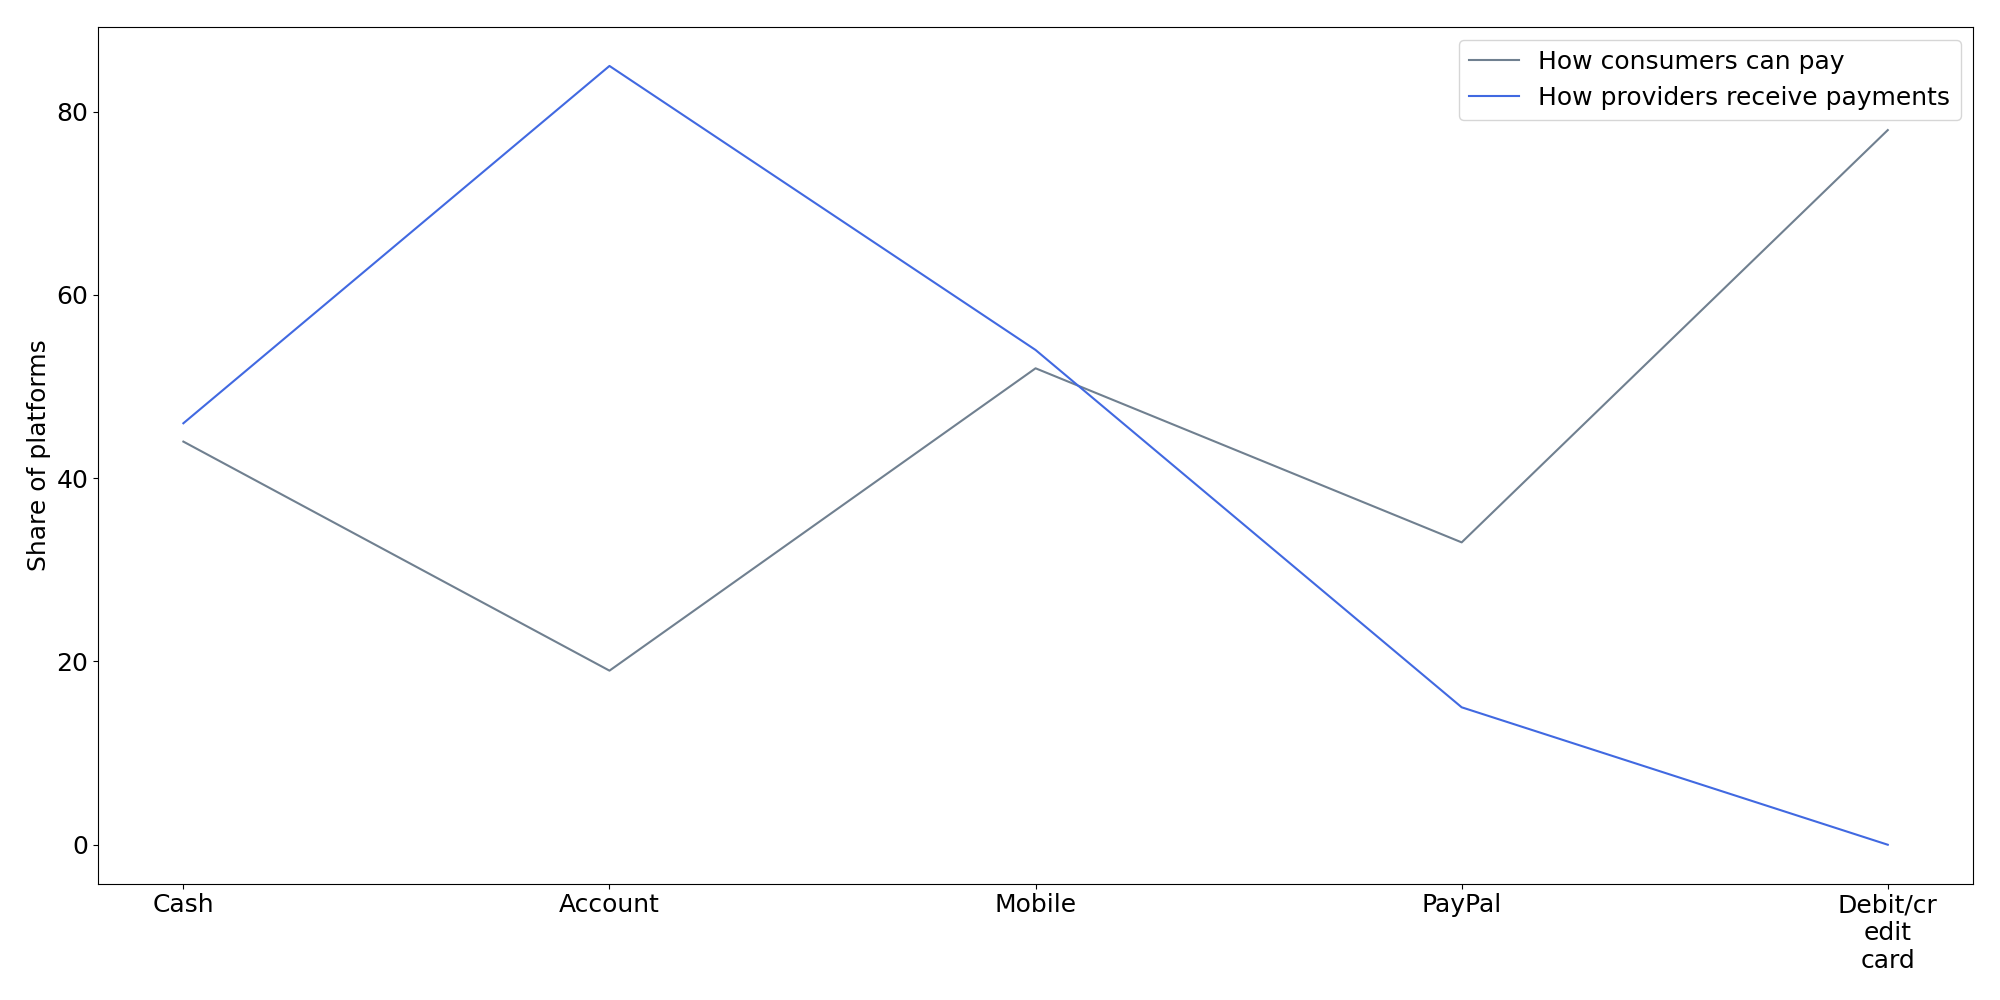 How consumers can pay
How providers receive payments
Share of platforms
80
60
40
20
0
Cash
Account
Mobile
PayPal
Debit/cr
edit
card